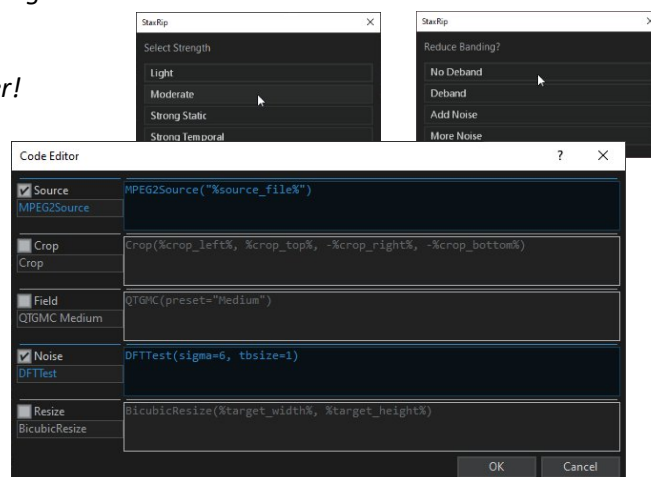 g
r!
StaxRip
Select Strength
Light
Moderate
Strong Static
Strong Temporal
StaxRip
Reduce Banding?
No Deband
Deband
Add Noise
More Noise
Code Editor
Source
MPEG2Source
MPEG2Source("%source_file%")
Crop
Crop
Crop(%crop_left%, %crop_top%, -%crop_right%, -%crop_bottom%)
Field
QTGMC Medium
QTGMC(preset="Medium")
Noise
DFTTest
DFTTest(sigma=6, tbsize=1)
Resize
BicubicResize
BicubicResize(%target_width%, %target_height%)
OK Cancel